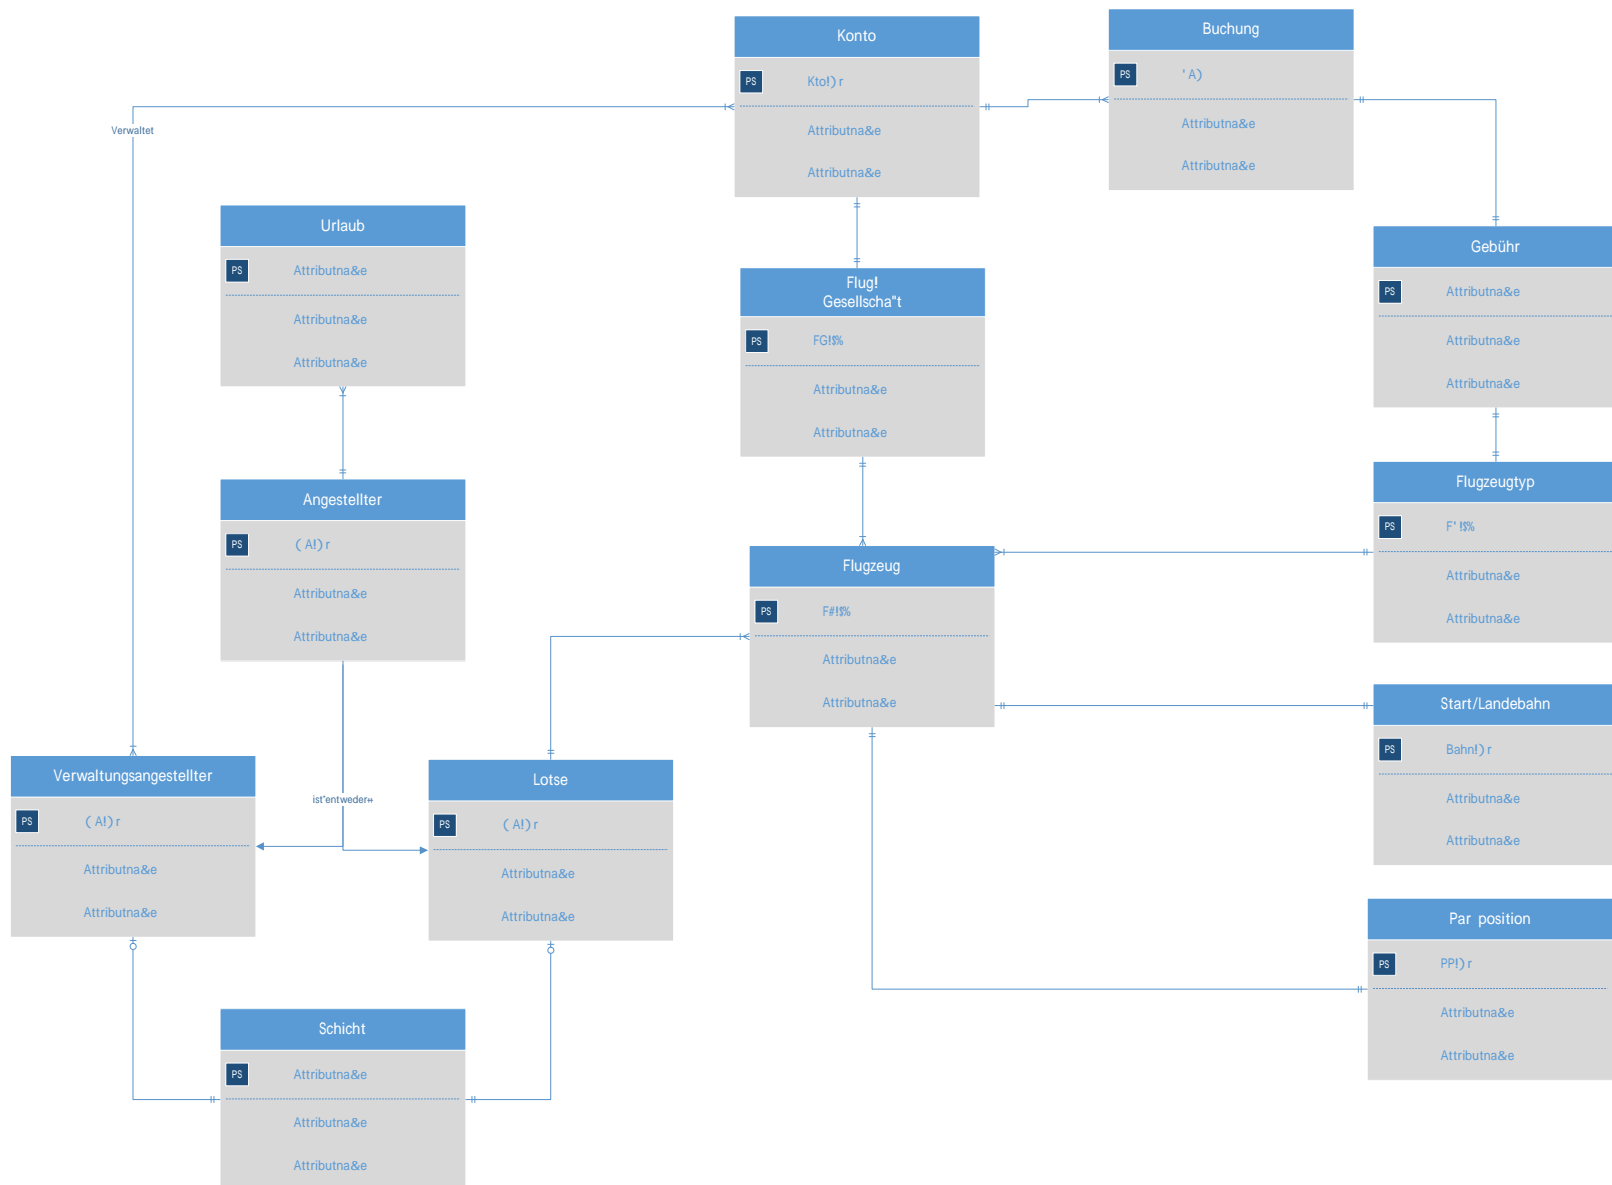 Konto
PS Kto!)r
Attributna&e
Attributna&e
Buchung
PS 'A)
Attributna&e
Attributna&e
Verwaltet
Urlaub
PS Attributna&e
Attributna&e
Attributna&e
Flug!
Gesellscha"t
PS FG!$%
Attributna&e
Attributna&e
Gebühr
PS Attributna&e
Attributna&e
Attributna&e
Angestellter
PS (A!)r
Attributna&e
Attributna&e
Flugzeugtyp
PS F'!$%
Attributna&e
Attributna&e
Flugzeug
PS F#!$%
Attributna&e
Attributna&e
Start/Landebahn
PS Bahn!)r
Attributna&e
Attributna&e
Verwaltungsangestellter
PS (A!)r
Attributna&e
Attributna&e
ist*entweder++
Lotse
PS (A!)r
Attributna&e
Attributna&e
Par position
PS PP!)r
Attributna&e
Attributna&e
Schicht
PS Attributna&e
Attributna&e
Attributna&e